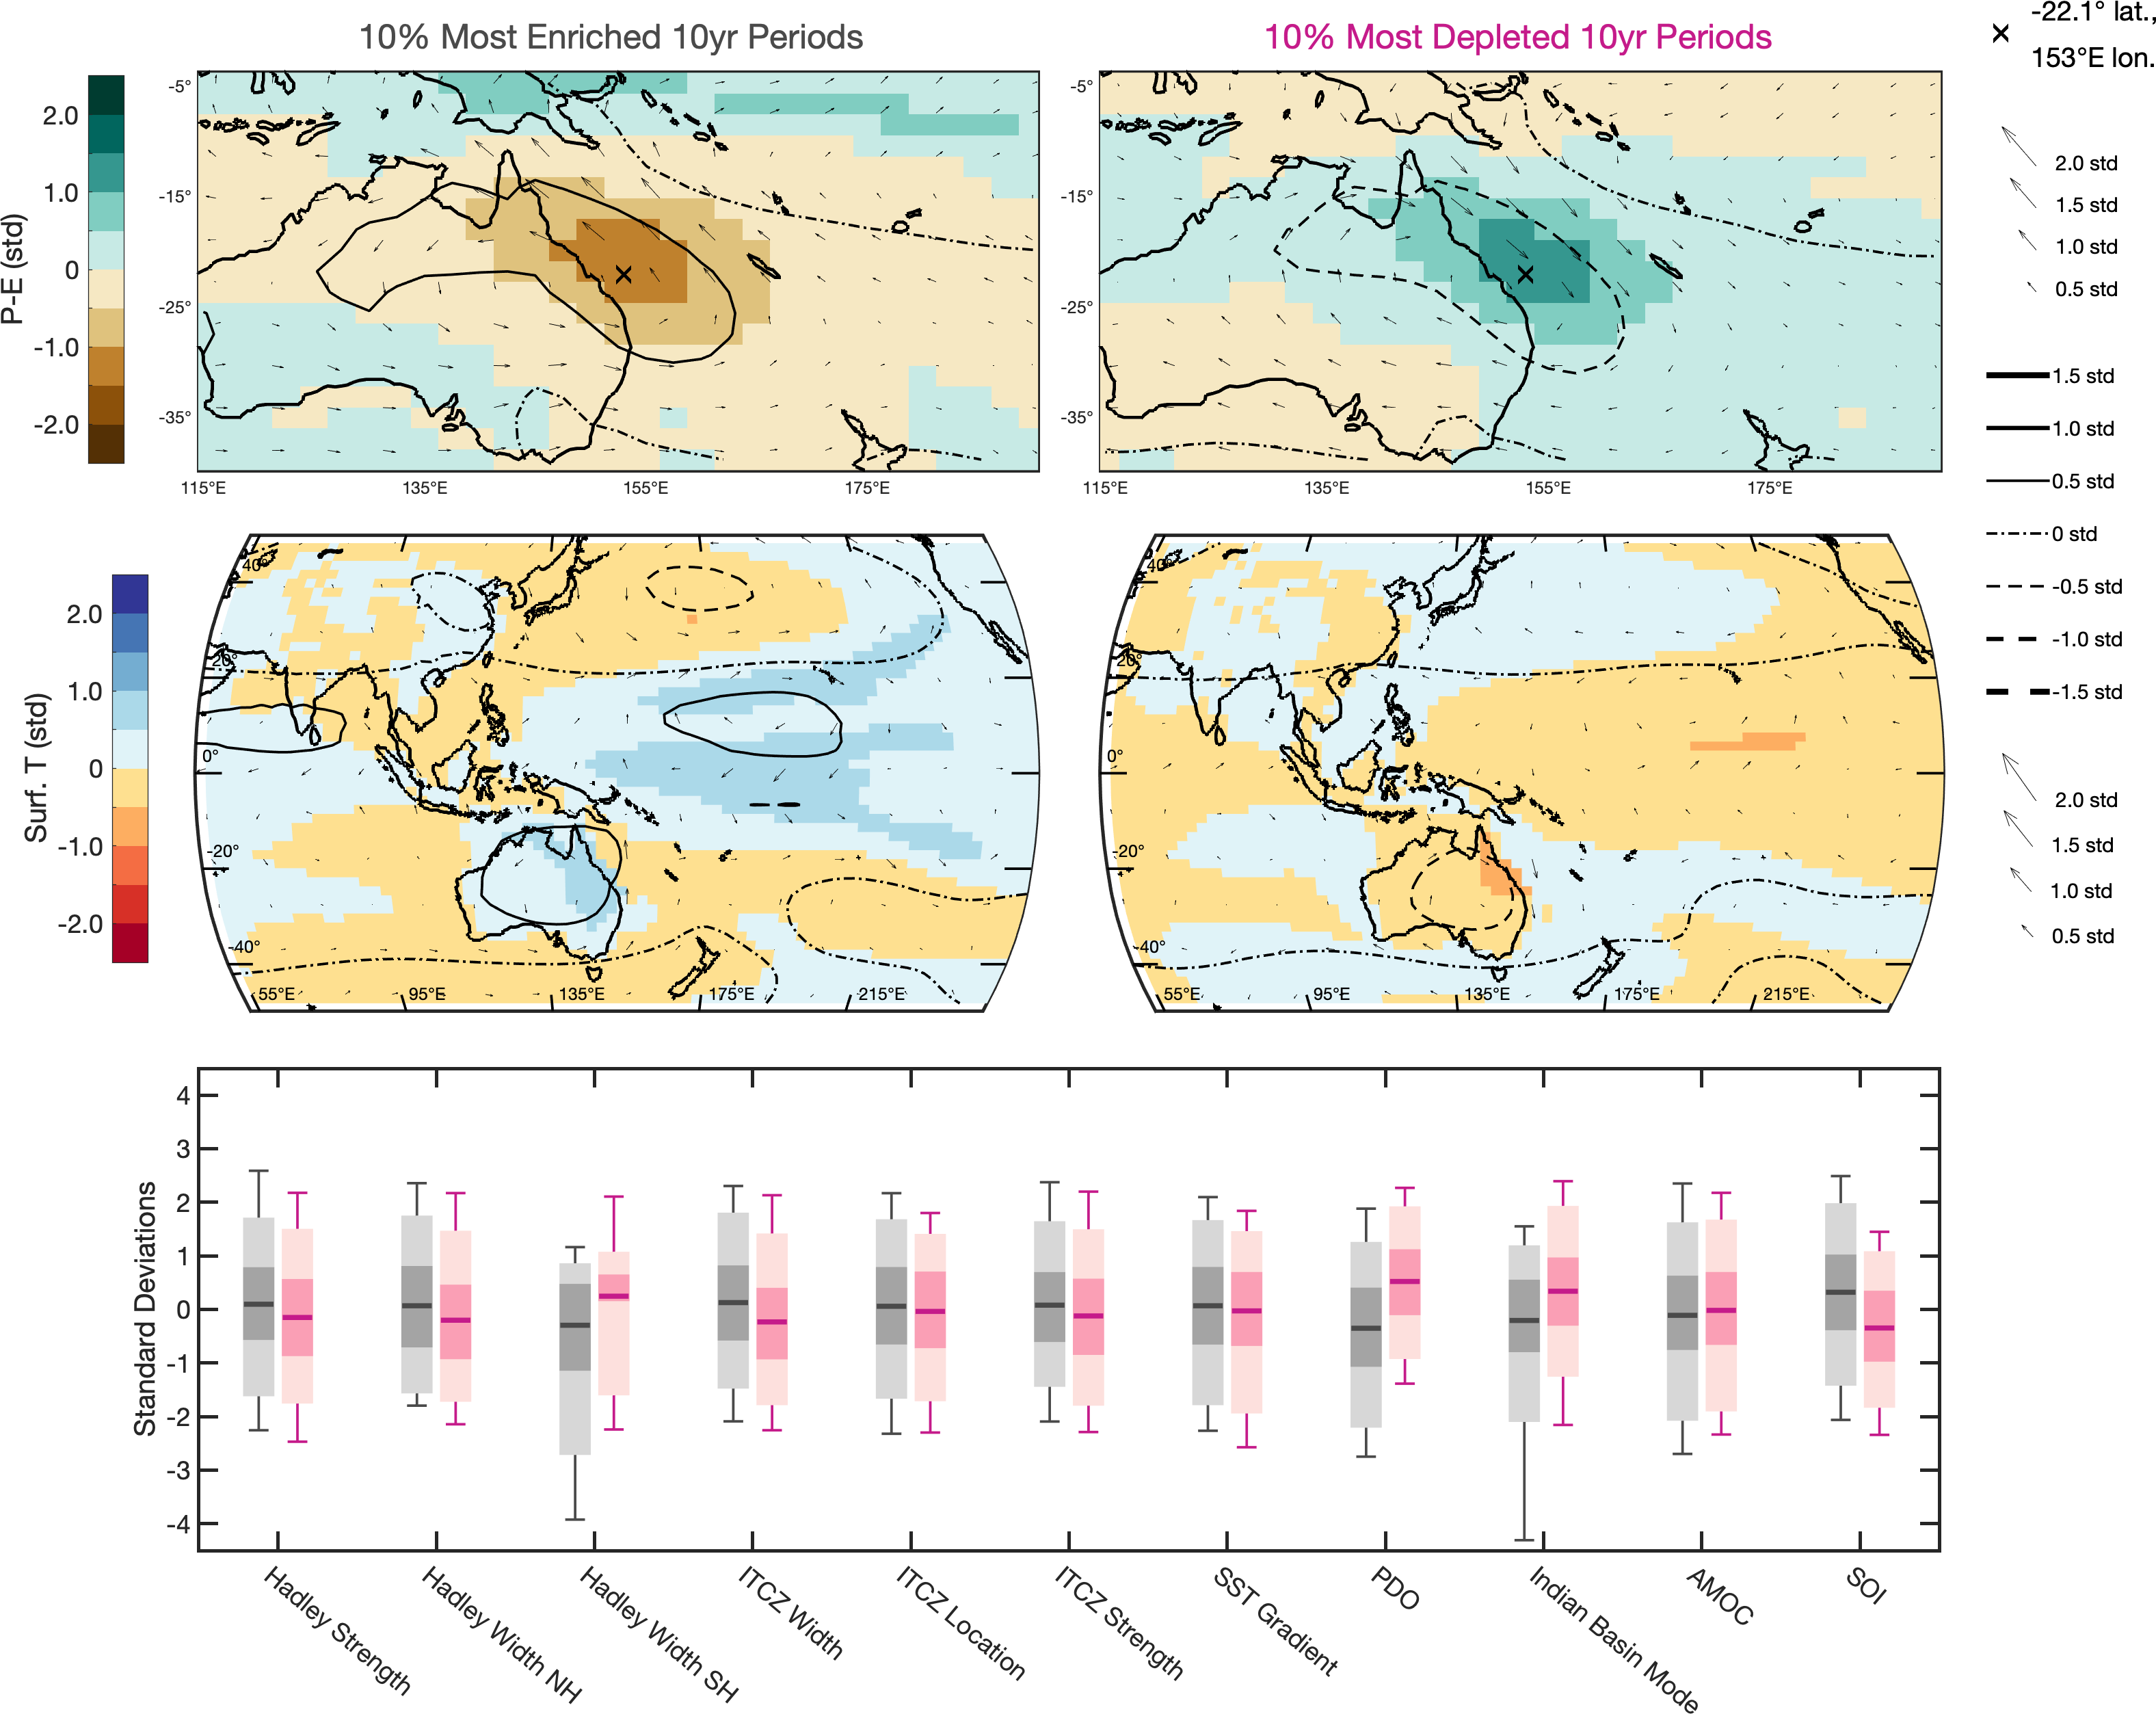 10% Most Enriched 10yr Periods
10% Most Depleted 10yr Periods
-22.1° lat.,
153°E lon.
P-E (std)
2.0
1.0
0
-1.0
-2.0
-5°
-15°
-25°
-35°
115°E
135°E
155°E
175°E
-5°
-15°
-25°
-35°
115°E
135°E
155°E
175°E
2.0 std
1.5 std
1.0 std
0.5 std
1.5 std
1.0 std
0.5 std
0 std
-0.5 std
-1.0 std
-1.5 std
Surf. T (std)
2.0
1.0
0
-1.0
-2.0
40°
20°
0°
-20°
-40°
55°E
95°E
135°E
175°E
215°E
40°
20°
0°
-20°
-40°
55°E
95°E
135°E
175°E
215°E
2.0 std
1.5 std
1.0 std
0.5 std
Standard Deviations
4
3
2
1
0
-1
-2
-3
-4
Hadley Strength
Hadley Width NH
Hadley Width SH
ITCZ Width
ITCZ Location
ITCZ Strength
SST Gradient
PDO
Indian Basin Mode
AMOC
SOI